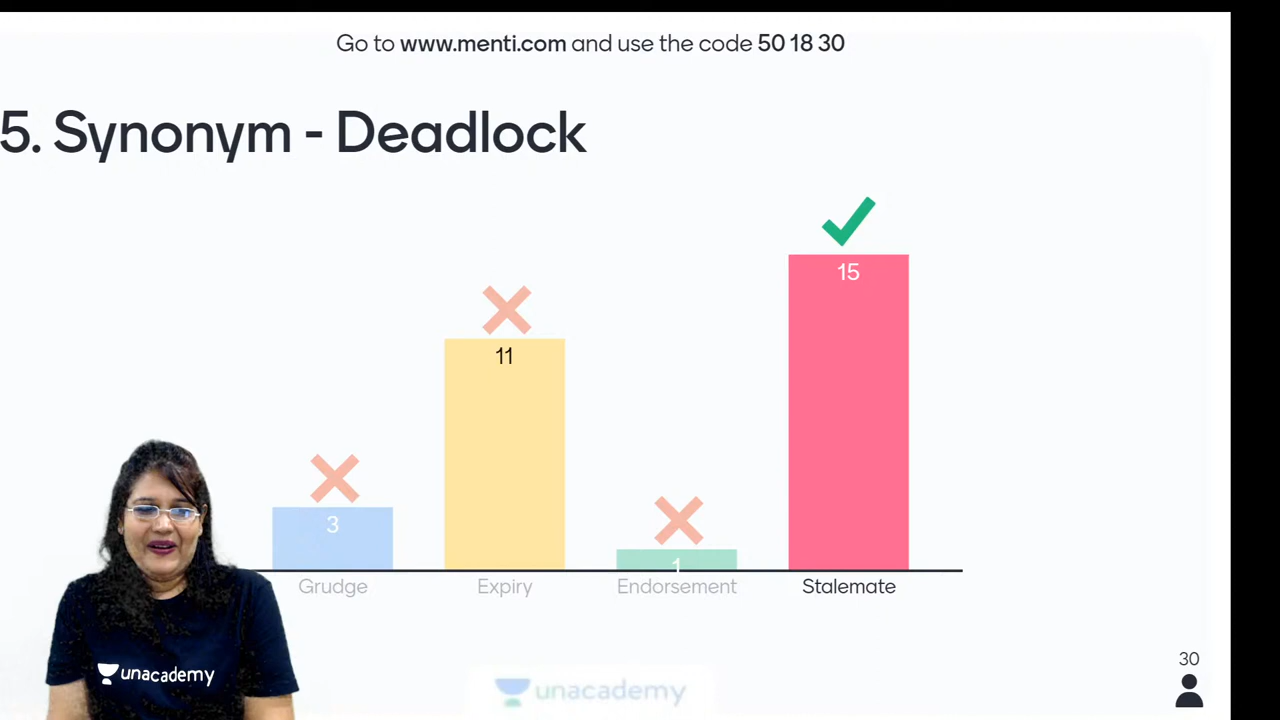 Go to www.menti.com and use the code 50 18 30
5. Synonym - Deadlock
15
11
3
1
Grudge Expiry Endorsement Stalemate
30
unacademy
unacademy